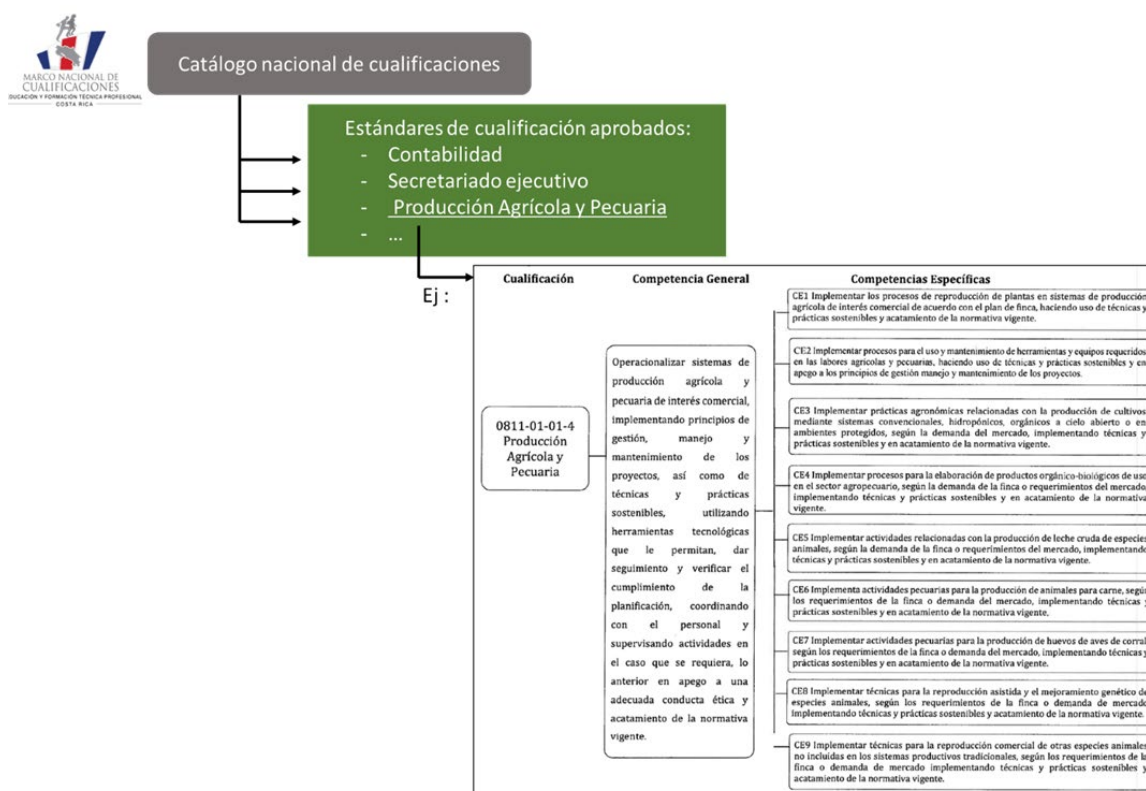 MARCO NACIONAL DE
CUALIFICACIONES
EDUCACIÓN Y FORMACIÓN TÉCNICA PROFESIONAL
COSTA RICA
Catálogo nacional de cualificaciones
Estándares de cualificación aprobados:
- Contabilidad
- Secretariado ejecutivo
- Producción Agrícola y Pecuaria
- ...
Ej :
Cualificación
Competencia General
Competencias Específicas
0811-01-01-4
Producción
Agrícola y
Pecuaria
Operacionalizar sistemas de
producción agrícola y
pecuaria de interés comercial,
implementando principios de
gestión, manejo y
mantenimiento de los
proyectos, así como de
técnicas y prácticas
sostenibles, utilizando
herramientas tecnológicas
que le permitan, dar
seguimiento y verificar el
cumplimiento de la
planificación, coordinando
con el personal y
supervisando actividades en
el caso que se requiera, lo
anterior en apego a una
adecuada conducta ética y
acatamiento de la normativa
vigente.
CE1 Implementar los procesos de reproducción de plantas en sistemas de producción
agrícola de interés comercial de acuerdo con el plan de finca, haciendo uso de técnicas y
prácticas sostenibles y acatamiento de la normativa vigente.
CE2 Implementar procesos para el uso y mantenimiento de herramientas y equipos requeridos
en las labores agrícolas y pecuarias, haciendo uso de técnicas y prácticas sostenibles y en
apego a los principios de gestión manejo y mantenimiento de los proyectos.
CE3 Implementar prácticas agronómicas relacionadas con la producción de cultivos
mediante sistemas convencionales, hidropónicos, orgánicos a cielo abierto o en
ambientes protegidos, según la demanda del mercado, implementando técnicas y
prácticas sostenibles y en acatamiento de la normativa vigente.
CE4 Implementar procesos para la elaboración de productos orgánico-biológicos de uso
en el sector agropecuario, según la demanda de la finca o requerimientos del mercado,
implementando técnicas y prácticas sostenibles y en acatamiento de la normativa
vigente.
CE5 Implementar actividades relacionadas con la producción de leche cruda de especies
animales, según la demanda de la finca o requerimientos del mercado, implementando
técnicas y prácticas sostenibles y en acatamiento de la normativa vigente.
CE6 Implementa actividades pecuarias para la producción de animales para carne, según
los requerimientos de la finca o demanda del mercado, implementando técnicas y
prácticas sostenibles y en acatamiento de la normativa vigente.
CE7 Implementar actividades pecuarias para la producción de huevos de aves de corral,
según los requerimientos de la finca o demanda del mercado, implementando técnicas y
prácticas sostenibles y en acatamiento de la normativa vigente.
CE8 Implementar técnicas para la reproducción asistida y el mejoramiento genético de
especies animales, según los requerimientos de la finca o demanda de mercado
implementando técnicas y prácticas sostenibles y acatamiento de la normativa vigente.
CE9 Implementar técnicas para la reproducción comercial de otras especies animales
no incluidas en los sistemas productivos tradicionales, según los requerimientos de la
finca o demanda de mercado implementando técnicas y prácticas sostenibles y
acatamiento de la normativa vigente.